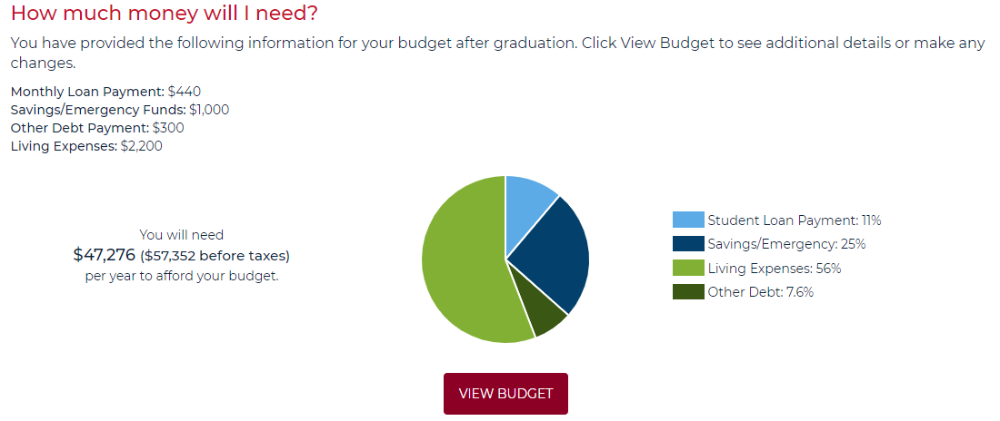 How much money will I need?
You have provided the following information for your budget after graduation. Click View Budget to see additional details or make any
changes.
Monthly Loan Payment: $440
Savings/Emergency Funds: $1,000
Other Debt Payment: $300
Living Expenses: $2,200
You will need
$47,276 ($57,352 before taxes)
per year to afford your budget.
Student Loan Payment: 11%
Savings/Emergency: 25%
Living Expenses: 56%
Other Debt: 7.6%
VIEW BUDGET